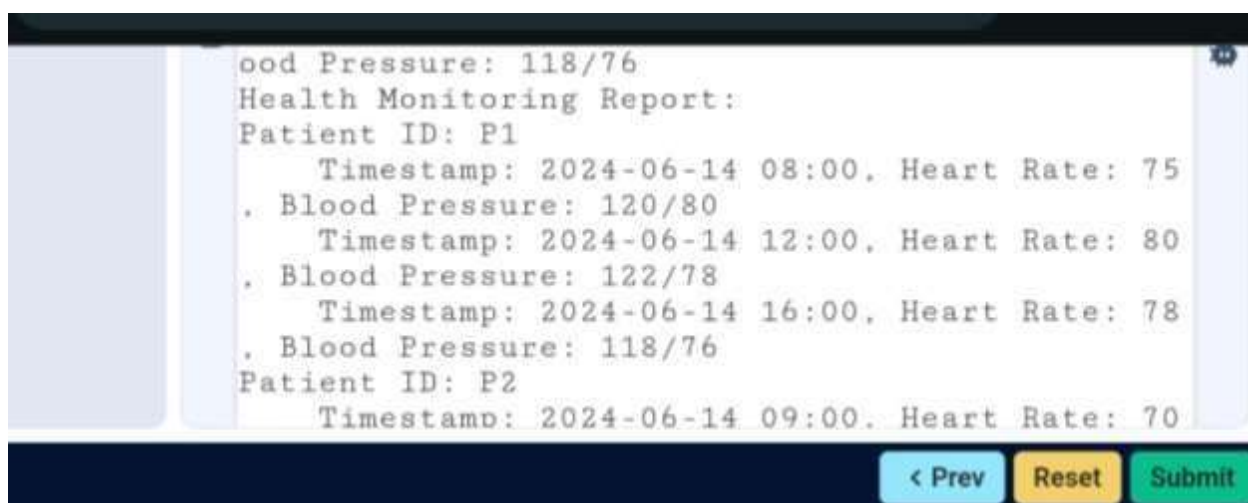 ood Pressure: 118/76
Health Monitoring Report:
Patient ID: P1
Timestamp: 2024-06-14 08:00, Heart Rate: 75
, Blood Pressure: 120/80
Timestamp: 2024-06-14 12:00, Heart Rate: 80
, Blood Pressure: 122/78
Timestamp: 2024-06-14 16:00, Heart Rate: 78
, Blood Pressure: 118/76
Patient ID: P2
Timestamp: 2024-06-14 09:00, Heart Rate: 70
< Prev Reset Submit